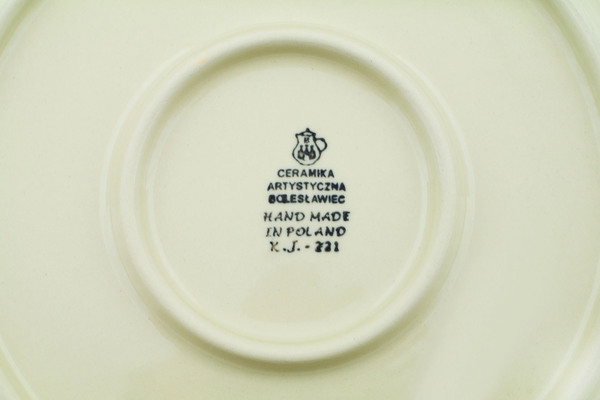 CERAMIKA
ARTYSTYCZNA
BOLESŁAWIEC
HAND MADE
IN POLAND
K.J.-221